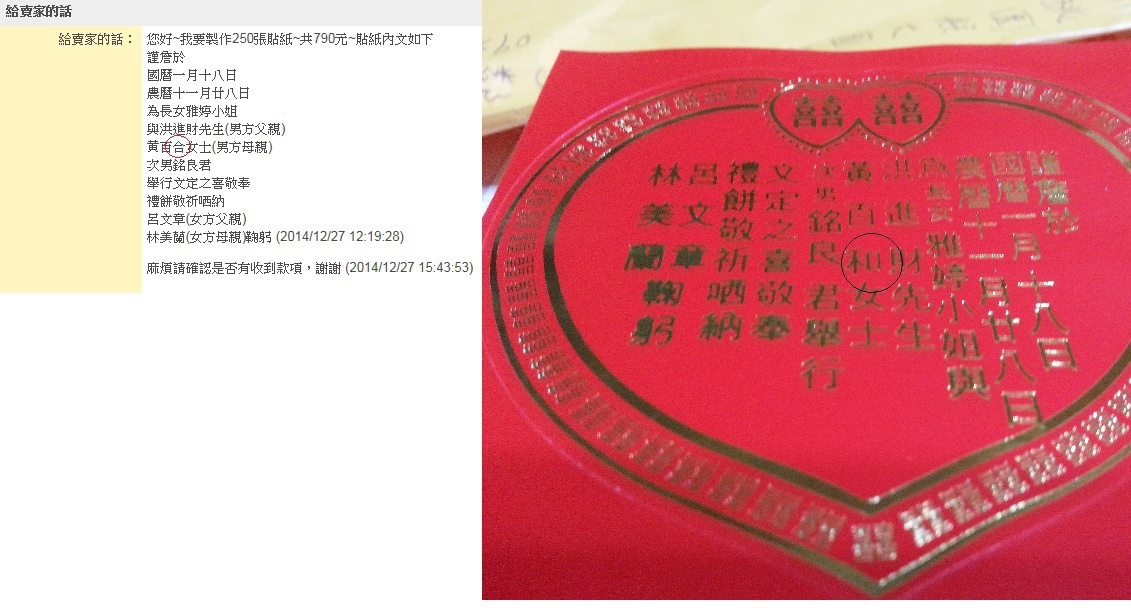 給賣家的話
給賣家的話：
您好~我要製作250張貼紙~共790元~貼紙內文如下
謹詹於
國曆一月十八日
農曆十一月廿八日
為長女雅婷小姐
與洪進財先生(男方父親)
黃百合女士(男方母親)
次男銘良君
舉行文定之喜敬奉
禮餅敬祈哂納
呂文章(女方父親)
林美蘭(女方母親)鞠躬 (2014/12/27 12:19:28)
麻煩請確認是否有收到款項，謝謝 (2014/12/27 15:43:53)
囍囍
謹詹於
國曆一月十八日
農曆十一月廿八日
為長女雅婷小姐與
洪進財先生
黃百和女士
次男銘良君舉行
文定之喜敬奉
禮餅敬祈哂納
呂文章
林美蘭鞠躬